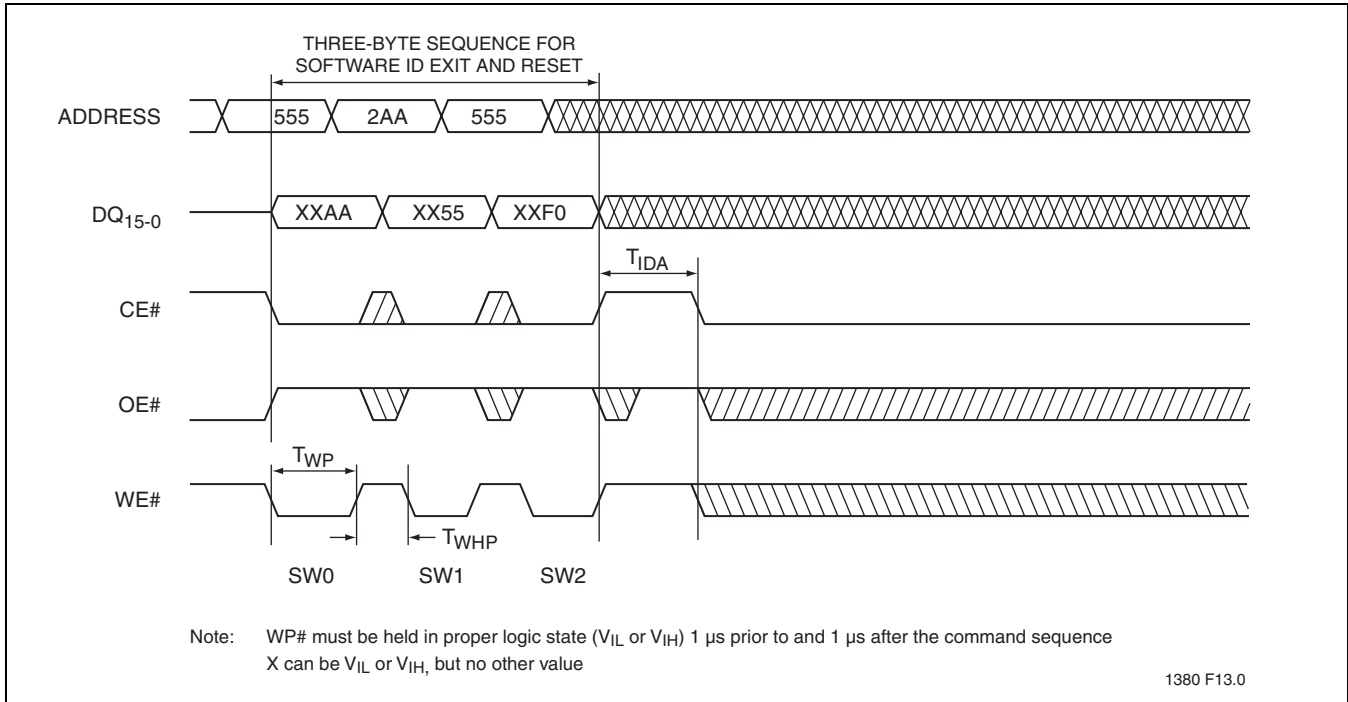 THREE-BYTE SEQUENCE FOR
SOFTWARE ID EXIT AND RESET
ADDRESS 555 2AA 555
DQ15-0 XXAA XX55 XXF0
TIDA
CE#
OE#
TWP
WE#
TWHP
SW0 SW1 SW2
Note: WP# must be held in proper logic state (VIL or VIH) 1 µs prior to and 1 µs after the command sequence
X can be VIL or VIH, but no other value
1380 F13.0